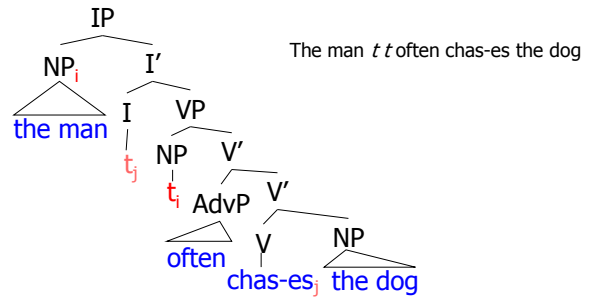 IP
The man t t often chas-es the dog
NPi I'
the man I VP
tj NP V'
ti AdvP V'
often V NP
chas-esj the dog